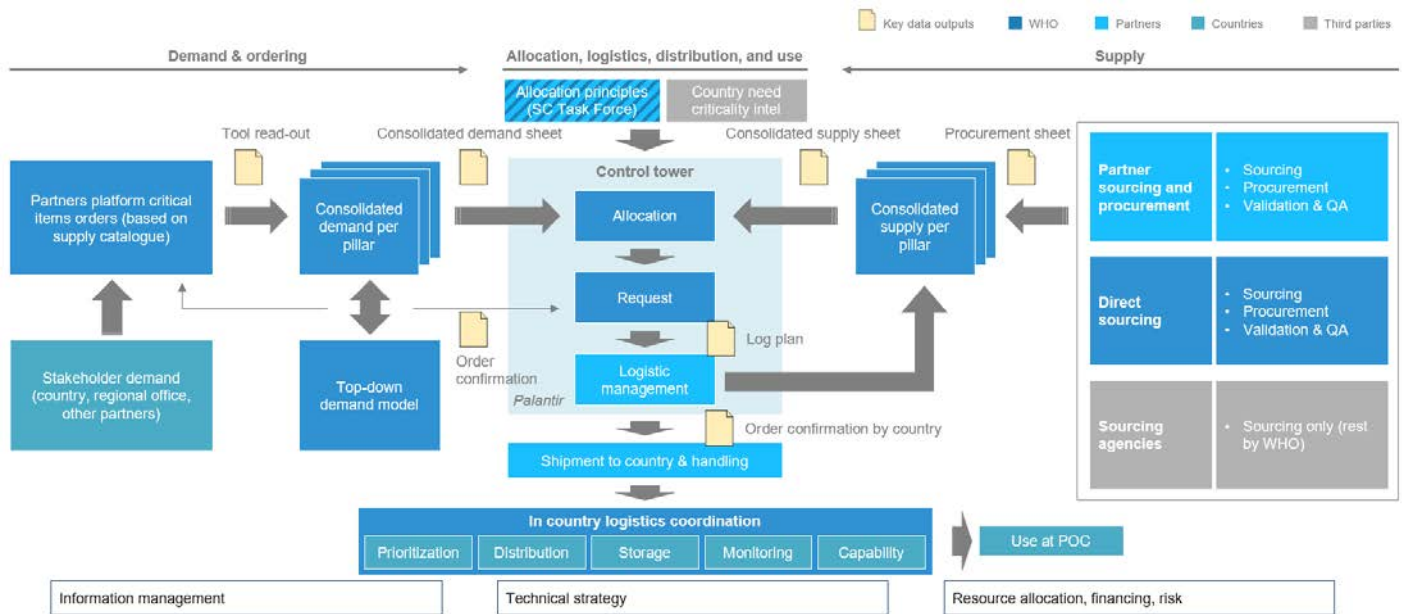 Key data outputs
WHO
Partners
Countries
Third parties
Demand & ordering
Allocation, logistics, distribution, and use
Supply
Allocation principles
(SC Task Force)
Country need
criticality intel
Tool read-out
Consolidated demand sheet
Consolidated supply sheet
Procurement sheet
Partners platform critical
items orders (based on
supply catalogue)
Consolidated
demand per
pillar
Control tower
Allocation
Request
Log plan
Logistic
management
Palantir
Consolidated
supply per
pillar
Partner
sourcing and
procurement
• Sourcing
• Procurement
• Validation & QA
Direct
sourcing
- Sourcing
• Procurement
• Validation & QA
Sourcing
agencies
• Sourcing only (rest
by WHO)
Stakeholder demand
(country, regional office,
other partners)
Top-down
demand model
Order
confirmation
Order confirmation by country
Shipment to country & handling
In country logistics coordination
Prioritization
Distribution
Storage
Monitoring
Capability
Use at POC
Information management
Technical strategy
Resource allocation, financing, risk